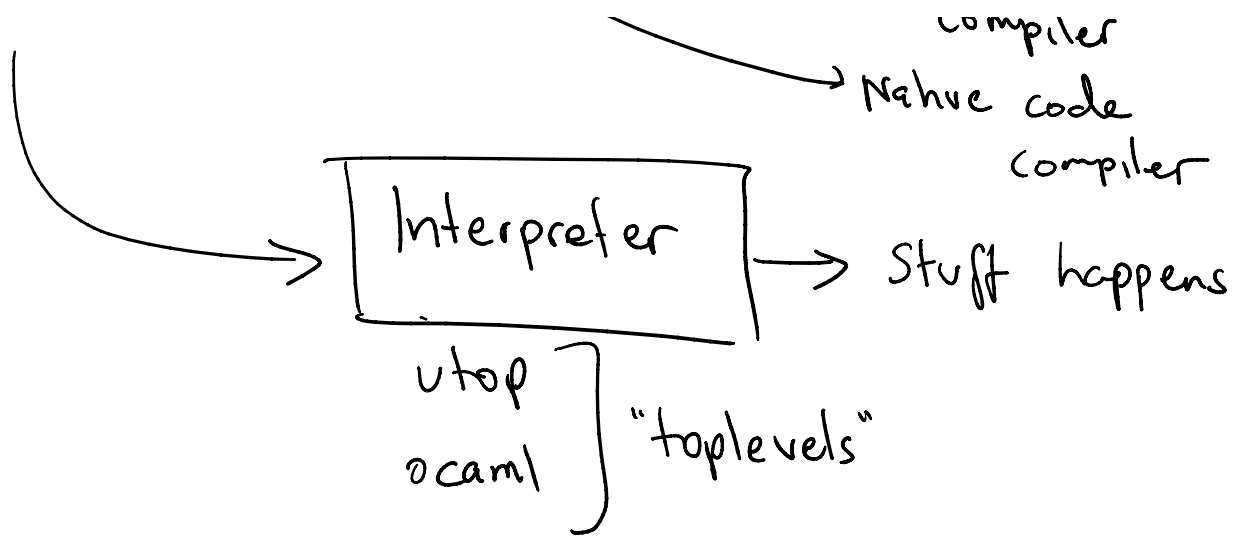 compiler
Native code
compiler
Interpreter
Stuff happens
utop
ocaml
"toplevels"